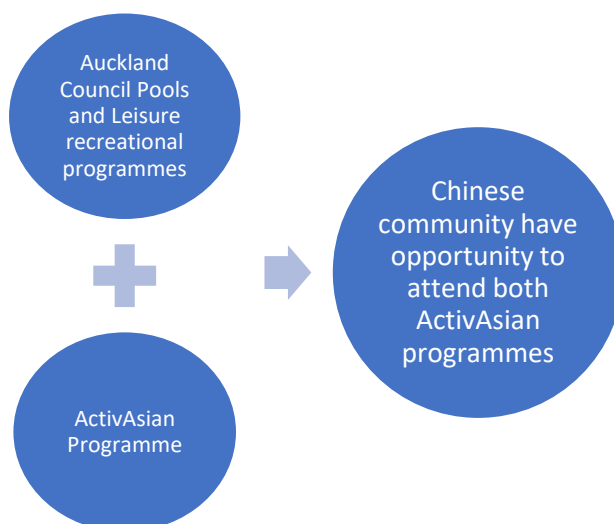 Auckland
Council Pools
and Leisure
recreational
programmes
ActivAsian
Programme
Chinese
community have
opportunity to
attend both
ActivAsian
programmes